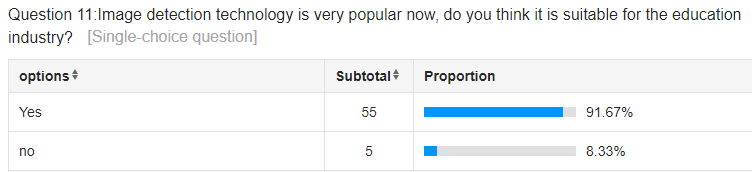 Question 11:Image detection technology is very popular now, do you think it is suitable for the education
industry? [Single-choice question]
options Subtotal Proportion
Yes 55 91.67%
no 5 8.33%